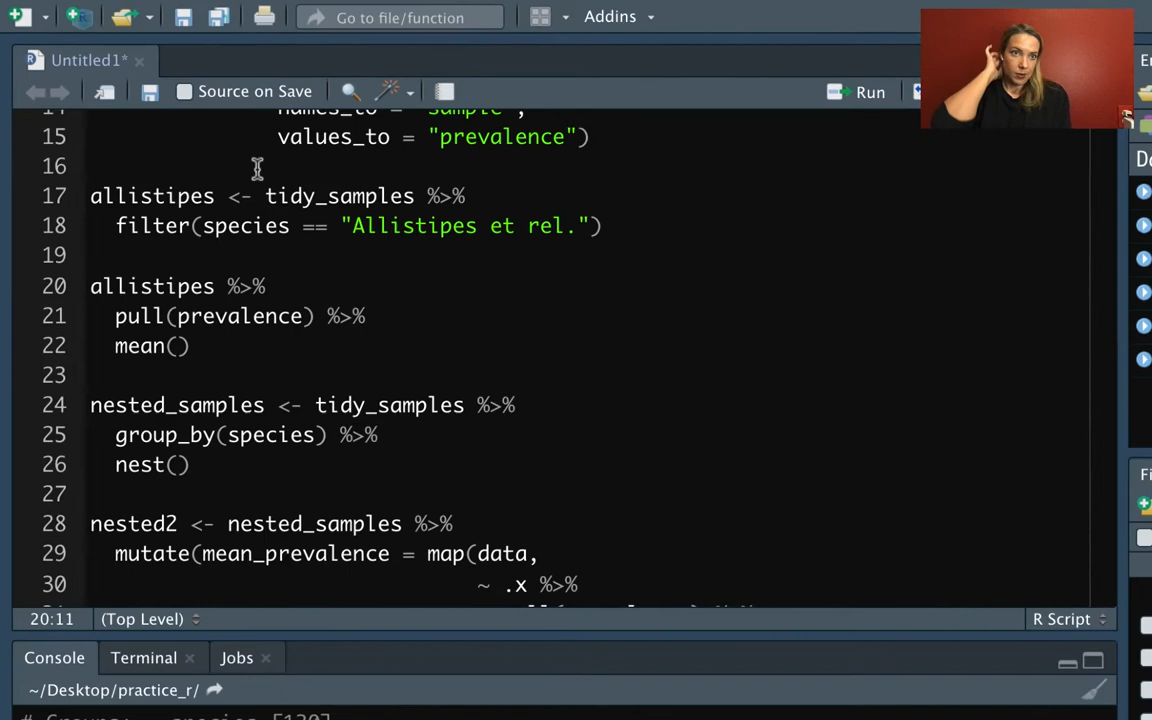 Go to file/function
Addins
Untitled1*
Source on Save
Run
names_to = "sample",
15 values_to = "prevalence")
16
17 allistipes <- tidy_samples %>%
18 filter(species == "Allistipes et rel.")
19
20 allistipes %>%
21 pull(prevalence) %>%
22 mean()
23
24 nested_samples <- tidy_samples %>%
25 group_by(species) %>%
26 nest()
27
28 nested2 <- nested_samples %>%
29 mutate(mean_prevalence = map(data,
30 ~ .x %>%
20:11 (Top Level) R Script
Console Terminal Jobs
~/Desktop/practice_r/